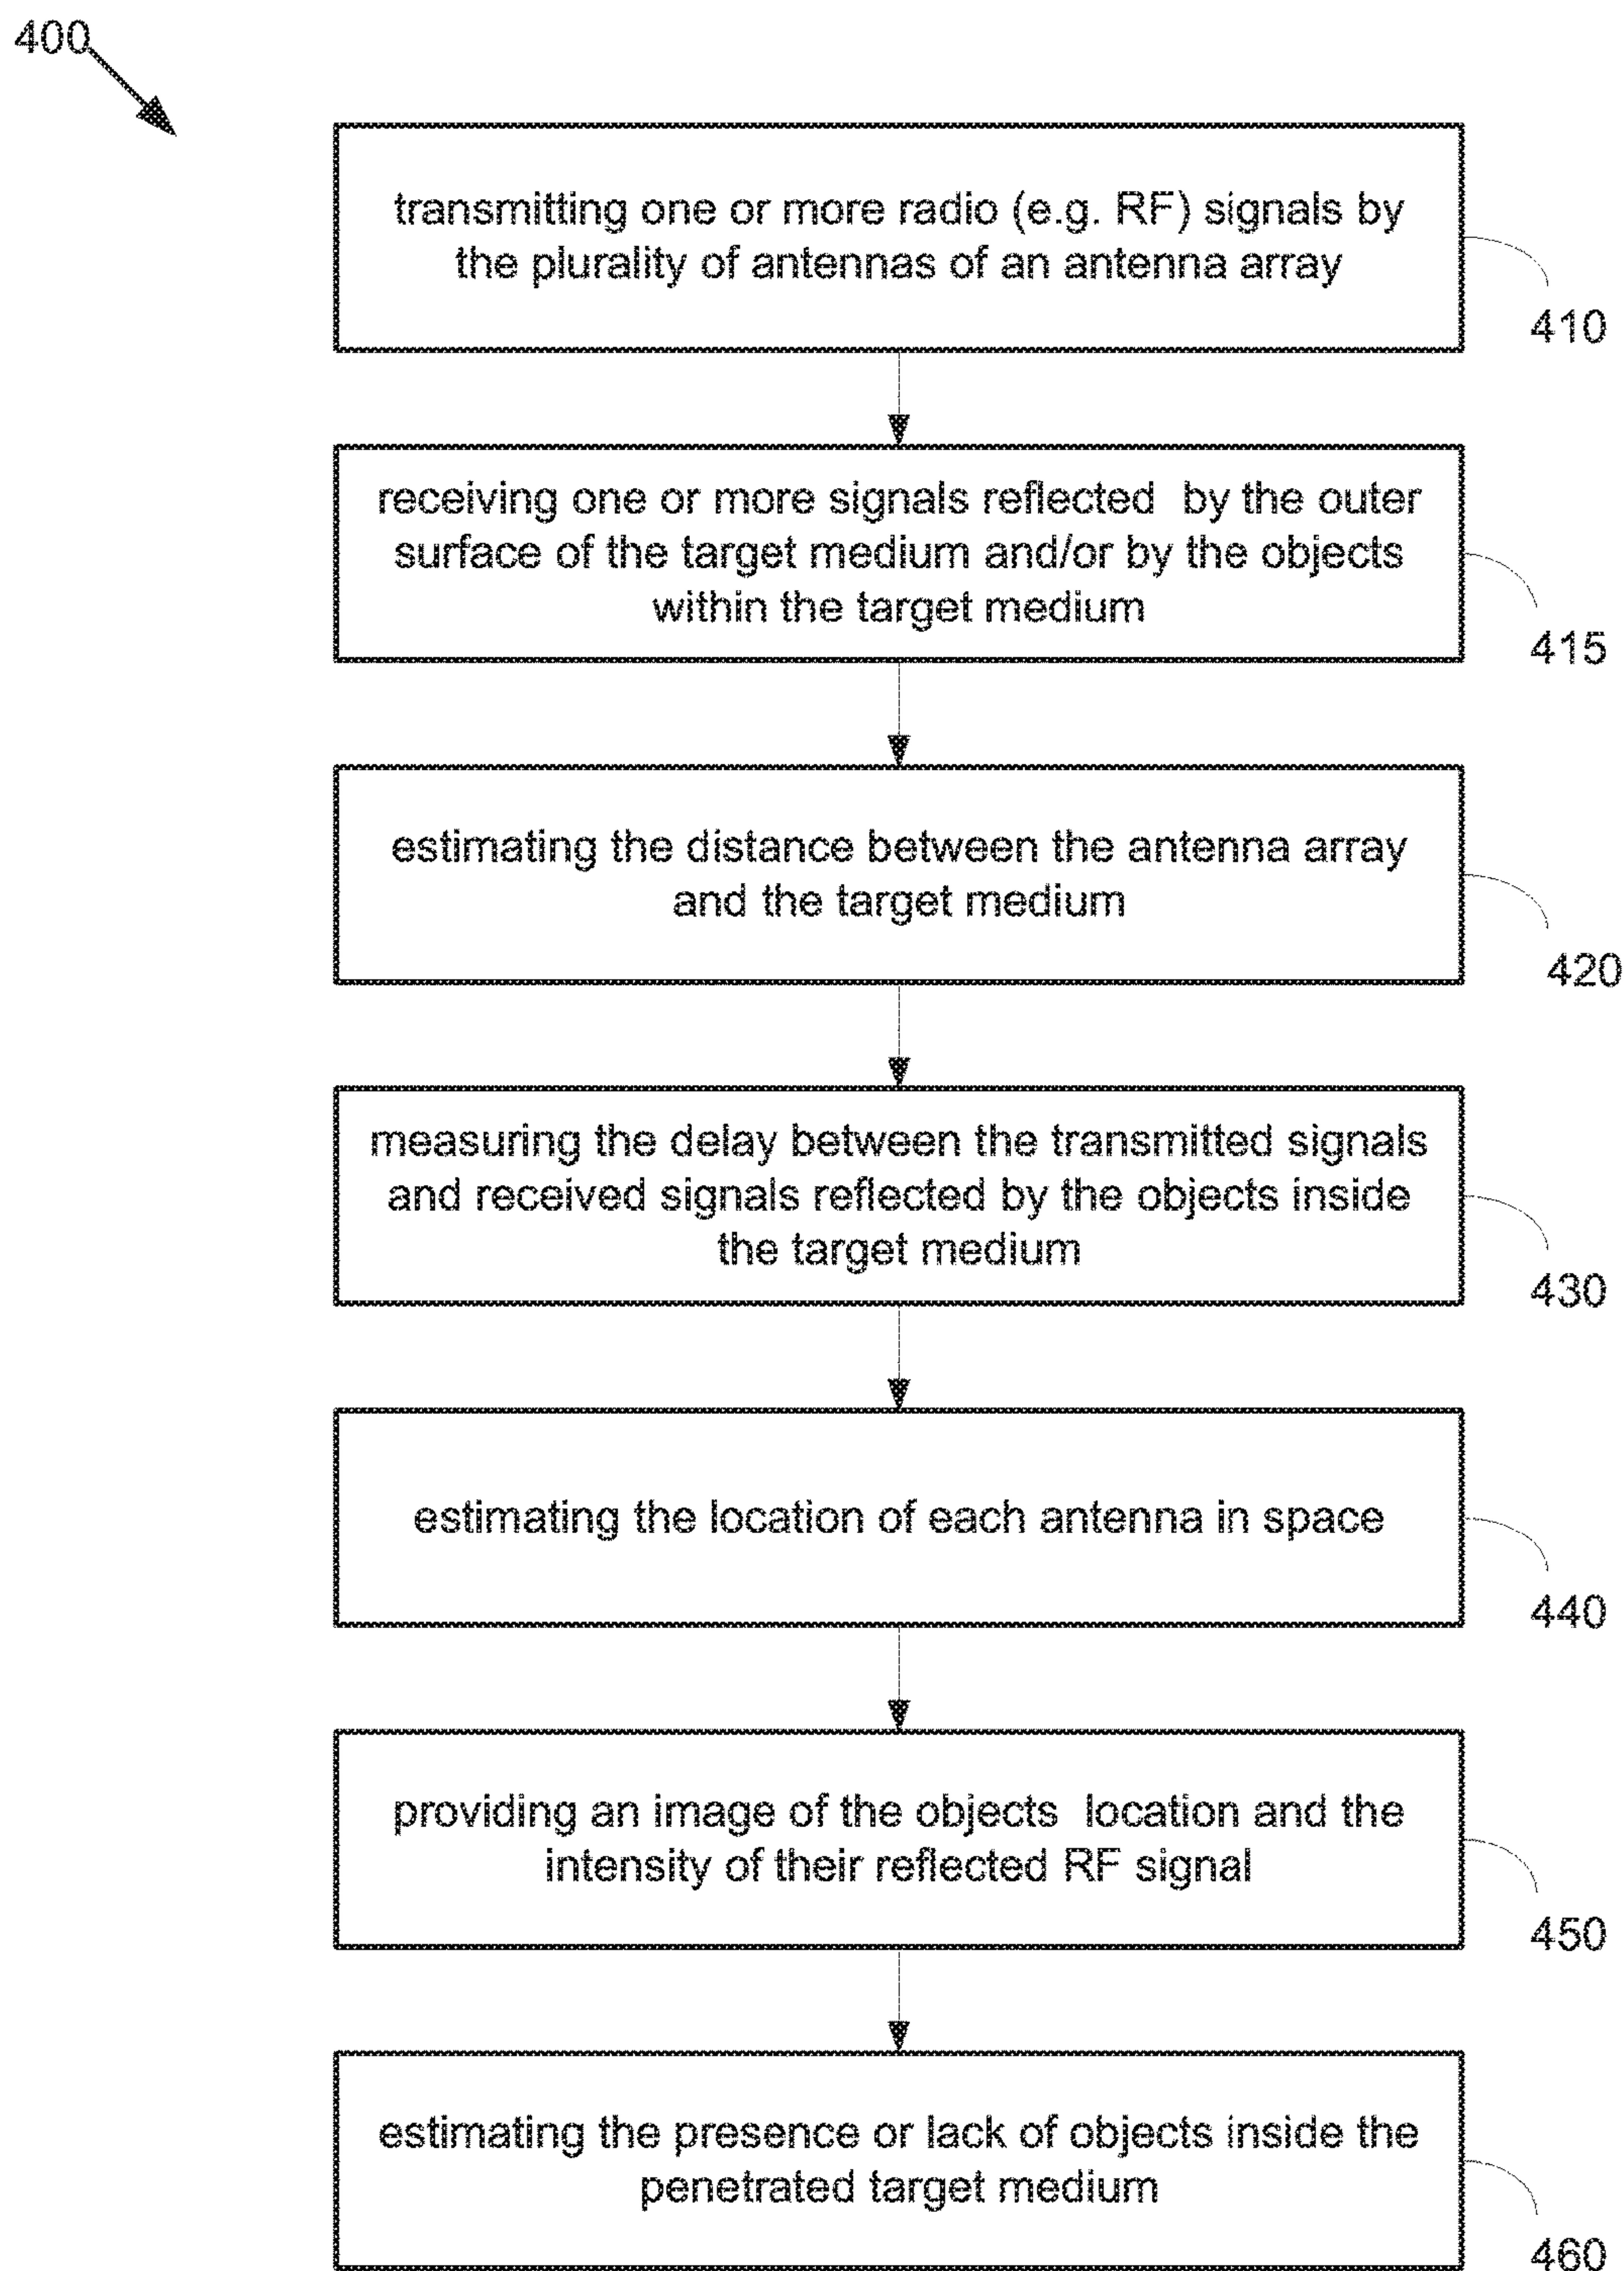 400
transmitting one or more radio (e.g. RF) signals by
the plurality of antennas of an antenna array
410
receiving one or more signals reflected by the outer
surface of the target medium and/or by the objects
within the target medium
415
estimating the distance between the antenna array
and the target medium
420
measuring the delay between the transmitted signals
and received signals reflected by the objects inside
the target medium
430
estimating the location of each antenna in space
440
providing an image of the objects location and the
intensity of their reflected RF signal
450
estimating the presence or lack of objects inside the
penetrated target medium
460